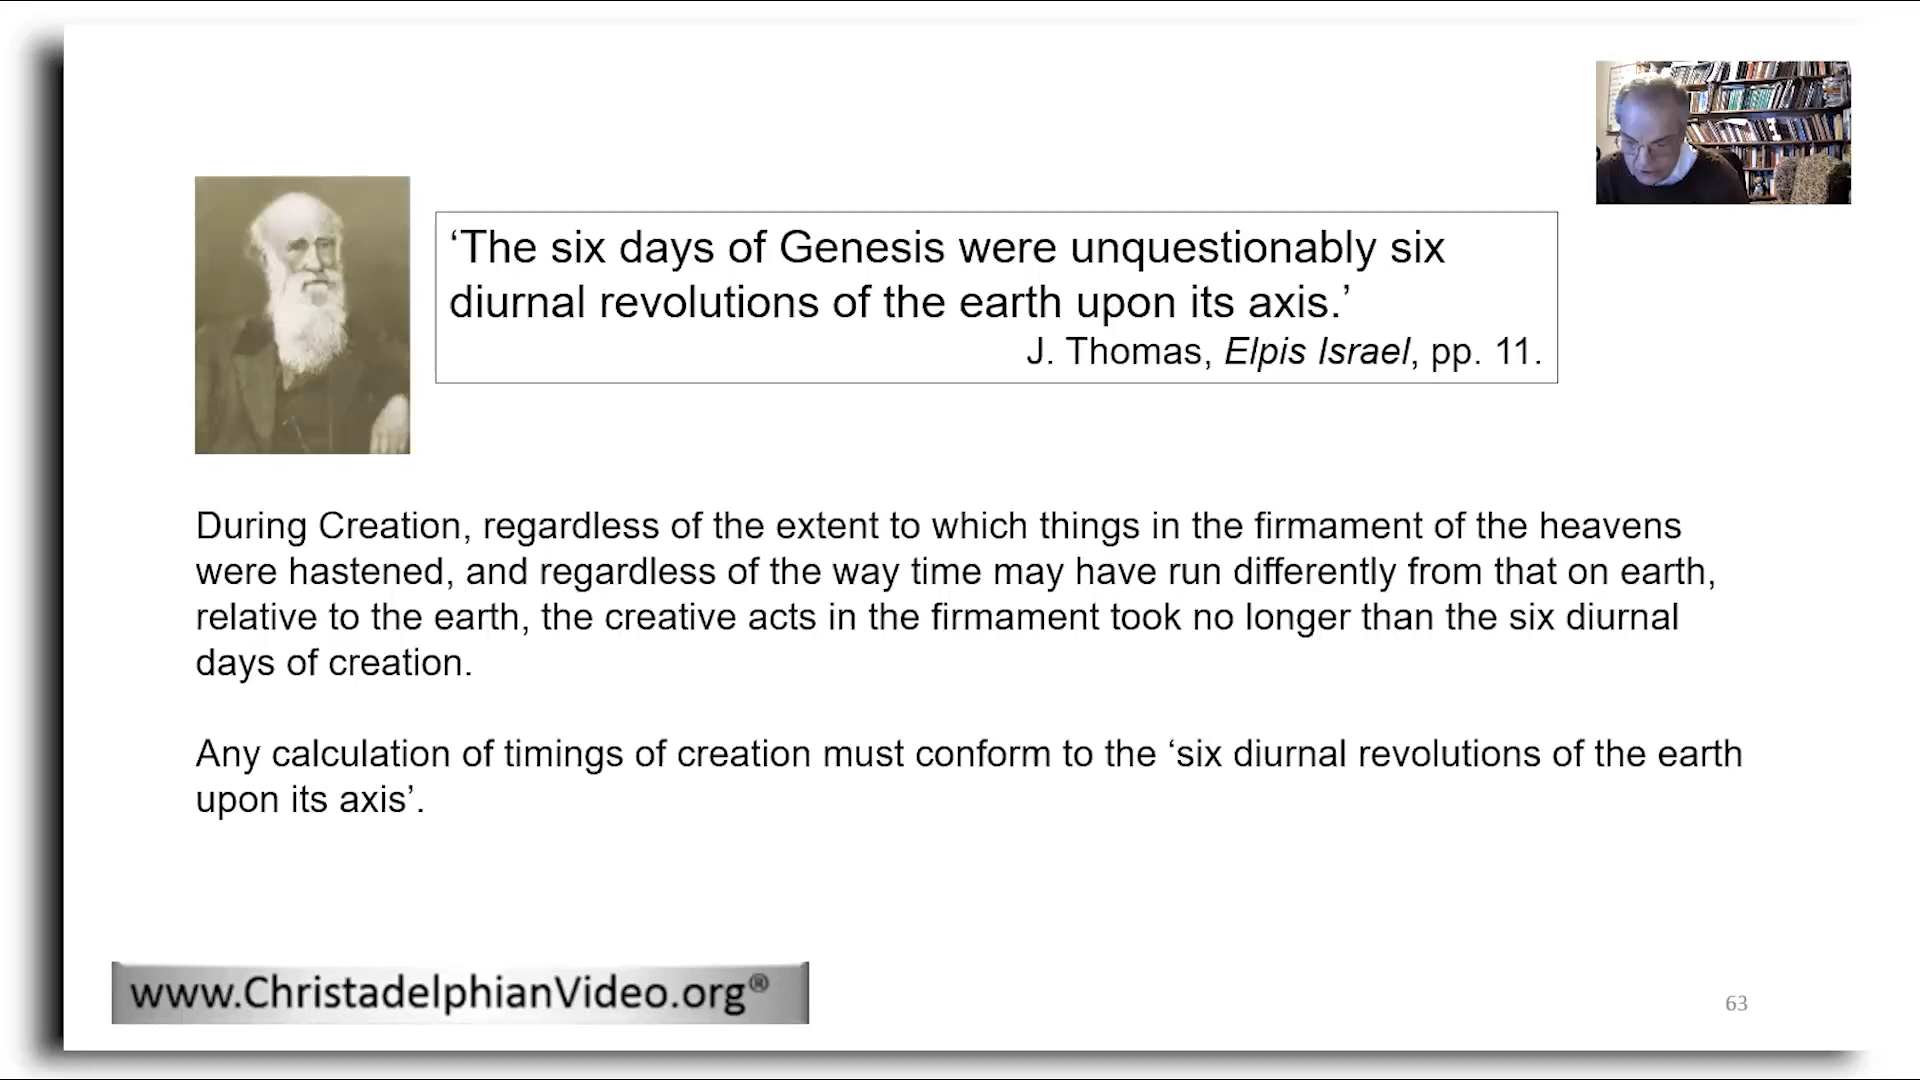 ‘The six days of Genesis were unquestionably six
diurnal revolutions of the earth upon its axis.’
J. Thomas, Elpis Israel, pp. 11.
During Creation, regardless of the extent to which things in the firmament of the heavens
were hastened, and regardless of the way time may have run differently from that on earth,
relative to the earth, the creative acts in the firmament took no longer than the six diurnal
days of creation.
Any calculation of timings of creation must conform to the ‘six diurnal revolutions of the earth
upon its axis’.
www.ChristadelphianVideo.org®
63